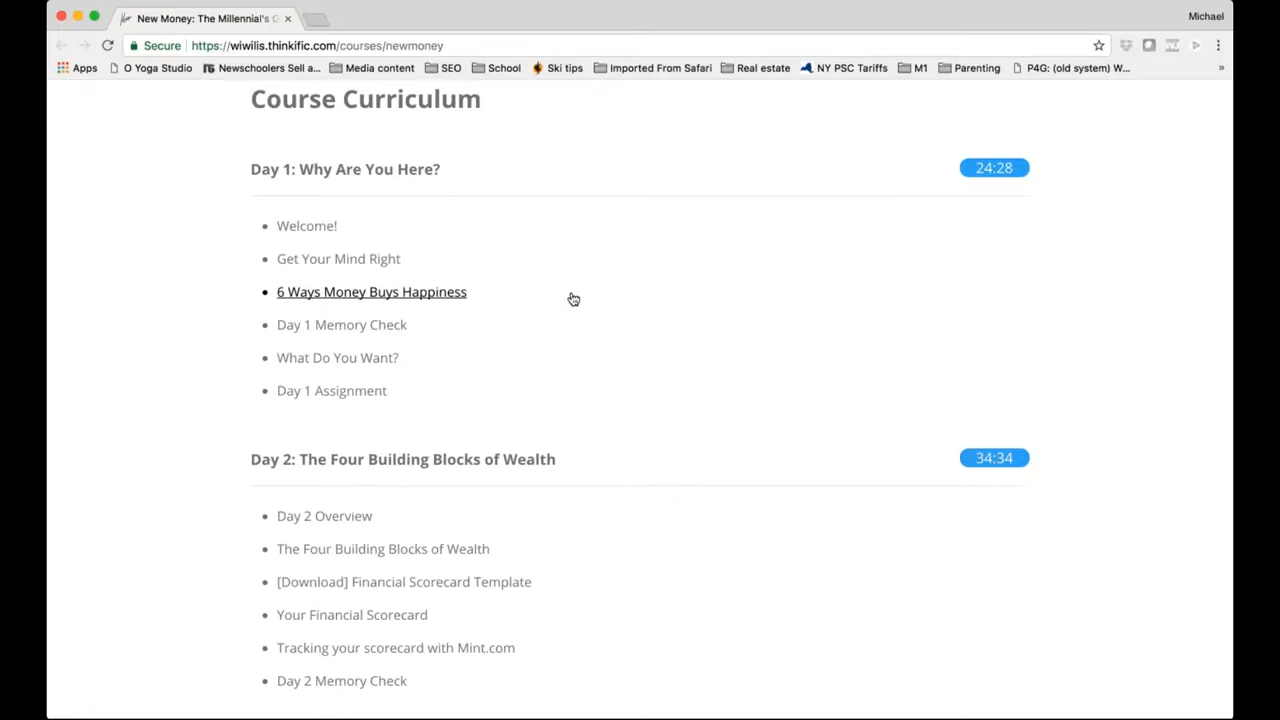 New Money: The Millennial's G
Michael
Secure https://wiwilis.thinkific.com/courses/newmoney
Apps O Yoga Studio Newschoolers Sell a... Media content SEO School Ski tips Imported From Safari Real estate NY PSC Tariffs M1 Parenting P4G: (old system) W... »
Course Curriculum
Day 1: Why Are You Here? 24:28
Welcome!
Get Your Mind Right
6 Ways Money Buys Happiness
Day 1 Memory Check
What Do You Want?
Day 1 Assignment
Day 2: The Four Building Blocks of Wealth 34:34
Day 2 Overview
The Four Building Blocks of Wealth
[Download] Financial Scorecard Template
Your Financial Scorecard
Tracking your scorecard with Mint.com
Day 2 Memory Check